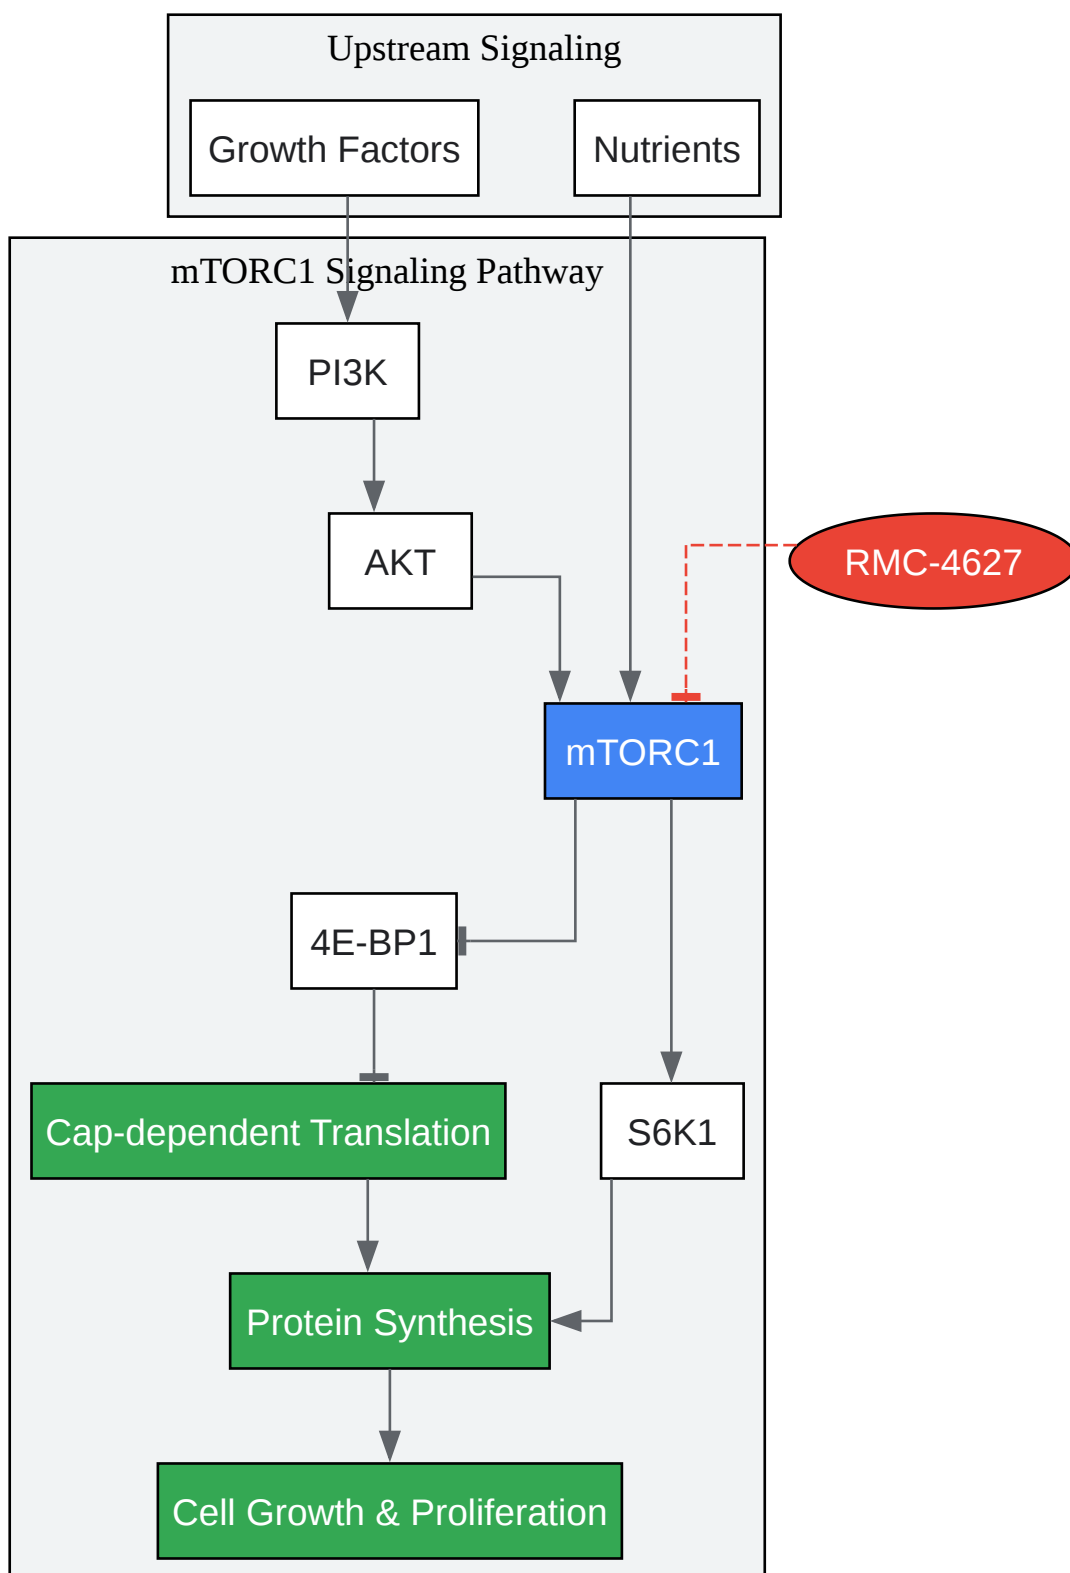 Upstream Signaling
Growth Factors
Nutrients
mTORC1 Signaling Pathway
PI3K
AKT
RMC-4627
mTORC1
4E-BP1
Cap-dependent Translation
S6K1
Protein Synthesis
Cell Growth & Proliferation